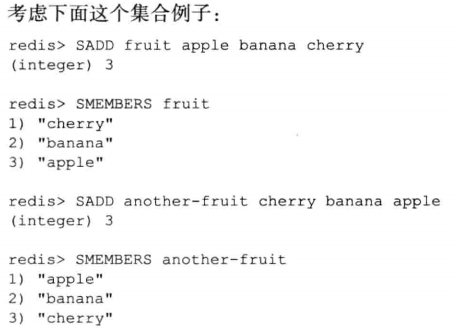 考虑下面这个集合例子：
redis> SADD fruit apple banana cherry
(integer) 3
redis> SMEMBERS fruit
1) "cherry"
2) "banana"
3) "apple"
redis> SADD another-fruit cherry banana apple
(integer) 3
redis> SMEMBERS another-fruit
1) "apple"
2) "banana"
3) "cherry"